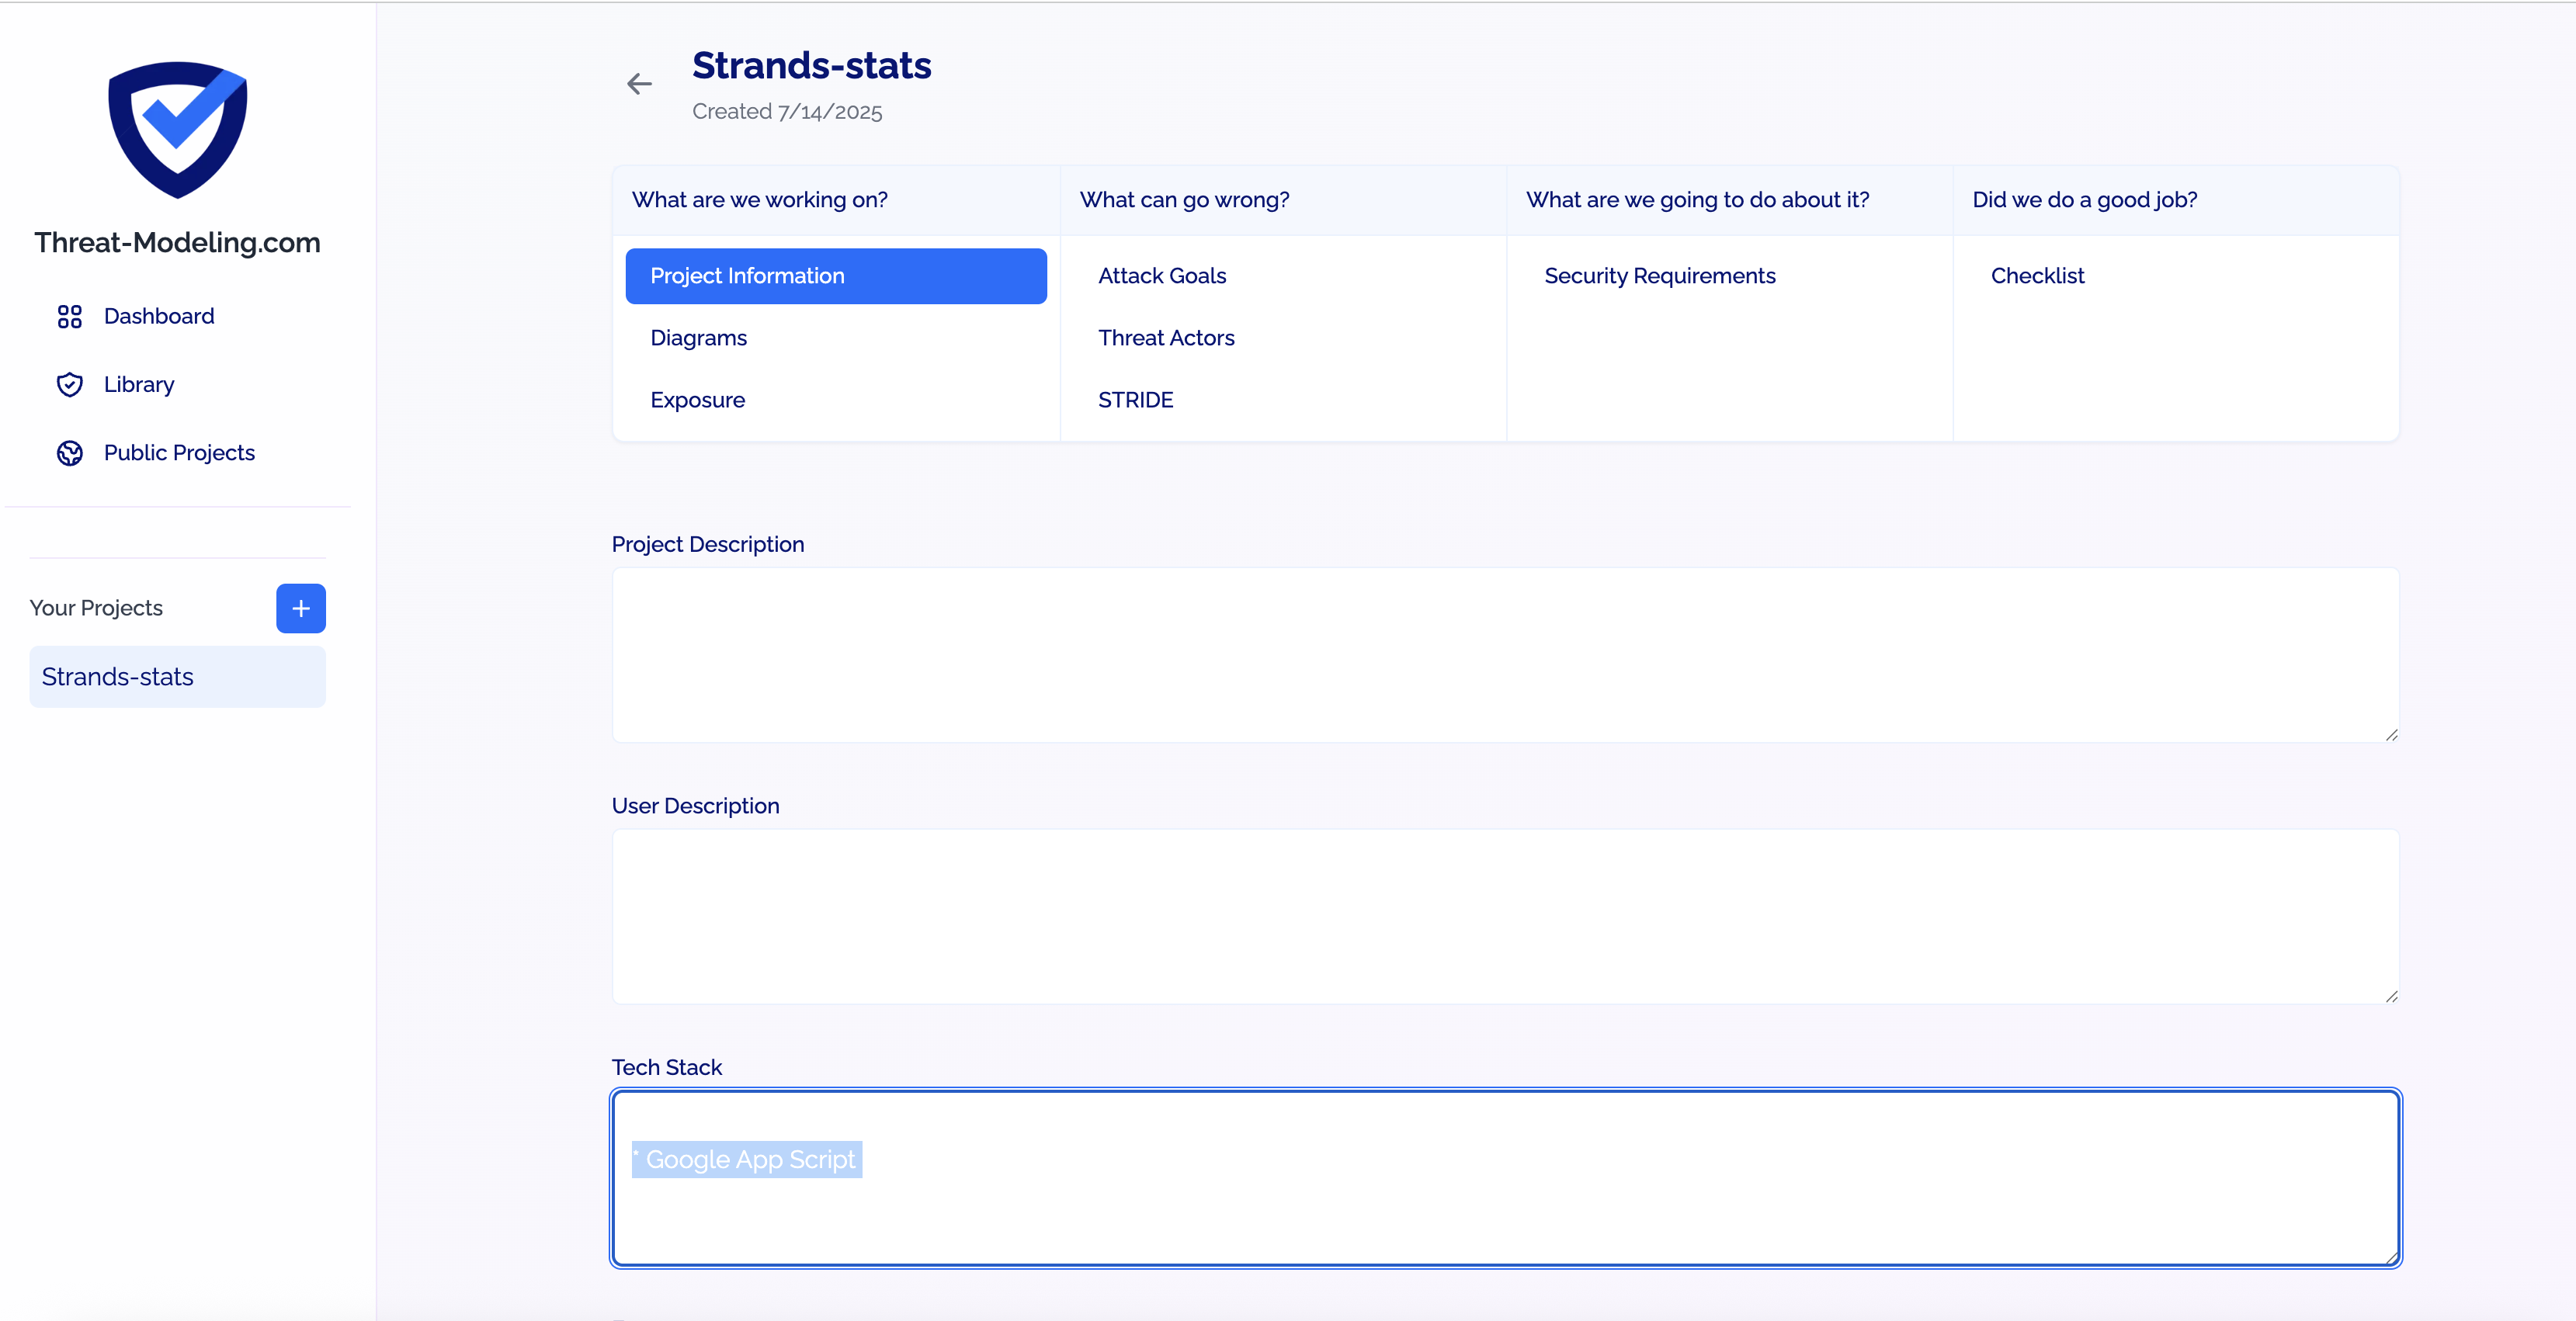 Threat-Modeling.com
Dashboard
Library
Public Projects
Your Projects
+
Strands-stats
Strands-stats
Created 7/14/2025
What are we working on?
Project Information
Diagrams
Exposure
What can go wrong?
Attack Goals
Threat Actors
STRIDE
What are we going to do about it?
Security Requirements
Did we do a good job?
Checklist
Project Description
User Description
Tech Stack
* Google App Script